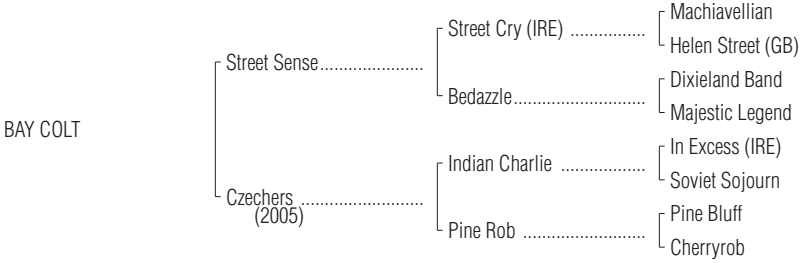 Machiavellian
Street Cry (IRE) ................
Helen Street (GB)
Street Sense......................
Dixieland Band
Bedazzle............................
Majestic Legend
BAY COLT
In Excess (IRE)
Indian Charlie ..................
Soviet Sojourn
Czechers ..........................
(2005)
Pine Bluff
Pine Rob ..........................
Cherryrob